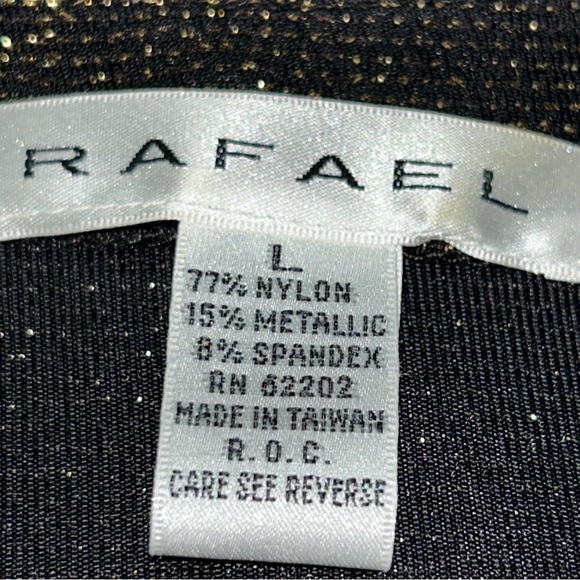 RAFAEL
L
77% NYLON
15% METALLIC
8% SPANDEX
RN 62202
MADE IN TAIWAN
R. O. C.
CARE SEE REVERSE